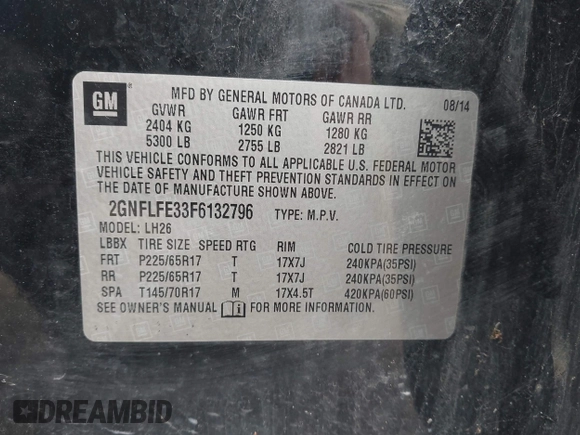 GM
MFD BY GENERAL MOTORS OF CANADA LTD. 08/14
GVWR GAWR FRT GAWR RR
2404 KG 1250 KG 1280 KG
5300 LB 2755 LB 2821 LB
THIS VEHICLE CONFORMS TO ALL APPLICABLE U.S. FEDERAL MOTOR
VEHICLE SAFETY AND THEFT PREVENTION STANDARDS IN EFFECT ON
THE DATE OF MANUFACTURE SHOWN ABOVE.
2GNFLFE33F6132796 TYPE: M.P.V.
MODEL: LH26
LBBX TIRE SIZE SPEED RTG RIM COLD TIRE PRESSURE
FRT P225/65R17 T 17X7J 240KPA(35PSI)
RR P225/65R17 T 17X7J 240KPA(35PSI)
SPA T145/70R17 M 17X4.5T 420KPA(60PSI)
SEE OWNER'S MANUAL FOR MORE INFORMATION
DREAMBID